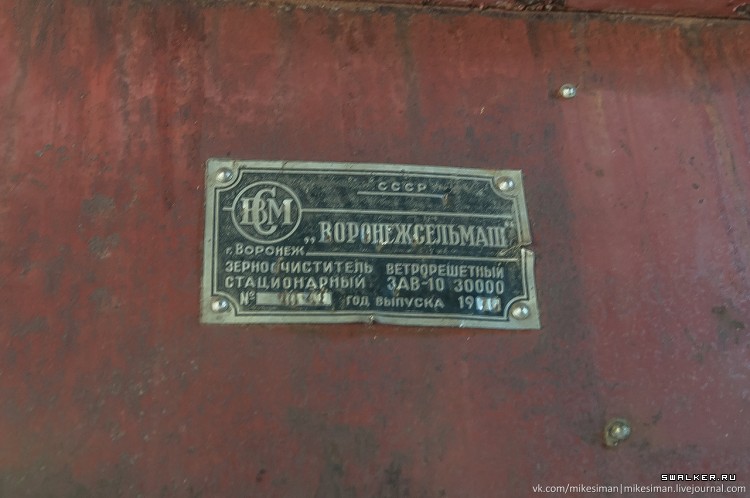 СССР
ВСМ
„ВОРОНЕЖСЕЛЬМАШ"
г. ВОРОНЕЖ
ЗЕРНООЧИСТИТЕЛЬ ВЕТРОРЕШЕТНЫЙ
СТАЦИОНАРНЫЙ ЗАВ-10 30000
№ ГОД ВЫПУСКА 19
SWALKER.RU
vk.com/mikesiman|mikesiman.livejournal.com